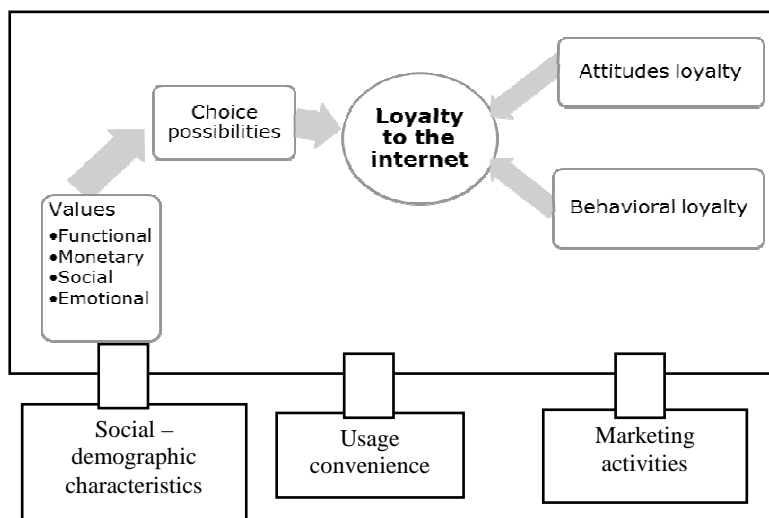 Choice
possibilities
Loyalty
to the
internet
Attitudes loyalty
Behavioral loyalty
Values
•Functional
•Monetary
•Social
•Emotional
Social –
demographic
characteristics
Usage
convenience
Marketing
activities